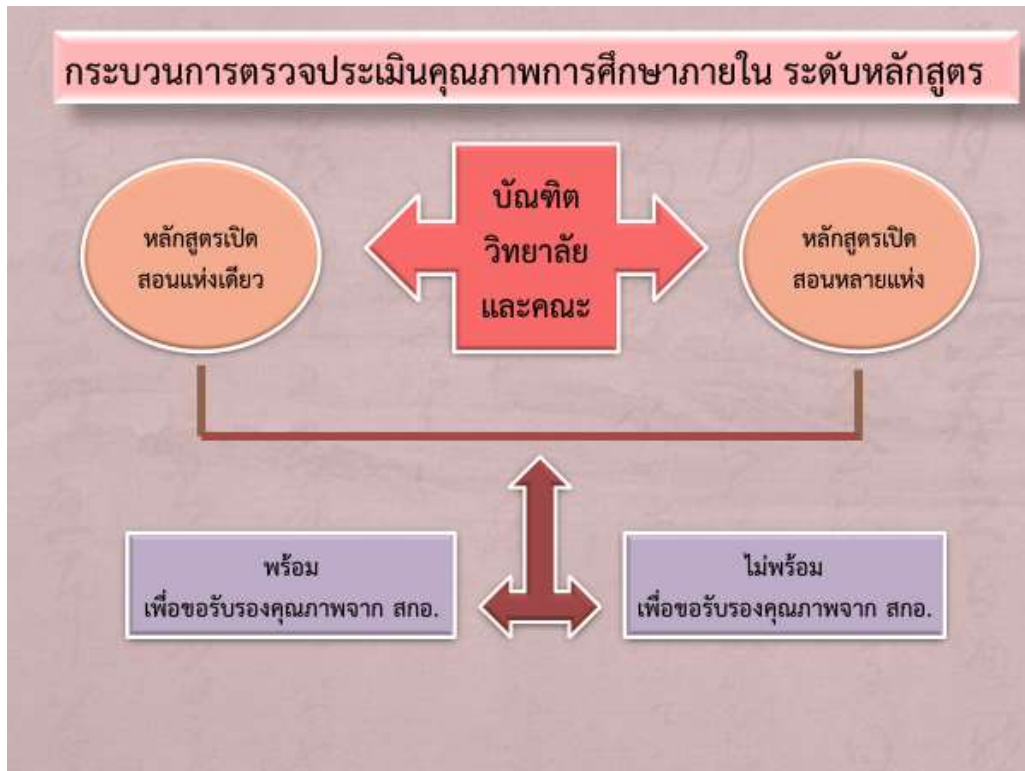 กระบวนการตรวจประเมินคุณภาพการศึกษาภายใน ระดับหลักสูตร
หลักสูตรเปิด
สอนแห่งเดียว
บัณฑิต
วิทยาลัย
และคณะ
หลักสูตรเปิด
สอนหลายแห่ง
พร้อม
เพื่อขอรับรองคุณภาพจาก สกอ.
ไม่พร้อม
เพื่อขอรับรองคุณภาพจาก สกอ.